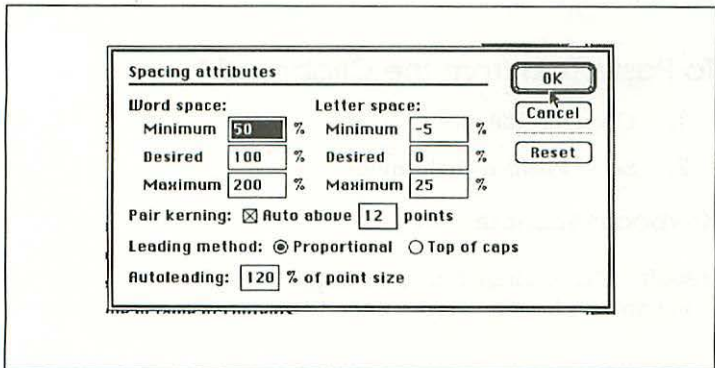 Spacing attributes
OK
Word space: Letter space:
Cancel
Minimum 50 % Minimum -5 %
Desired 100 % Desired 0 %
Reset
Maximum 200 % Maximum 25 %
Pair kerning: Auto above 12 points
Leading method: Proportional Top of caps
Autoleading: 120 % of point size